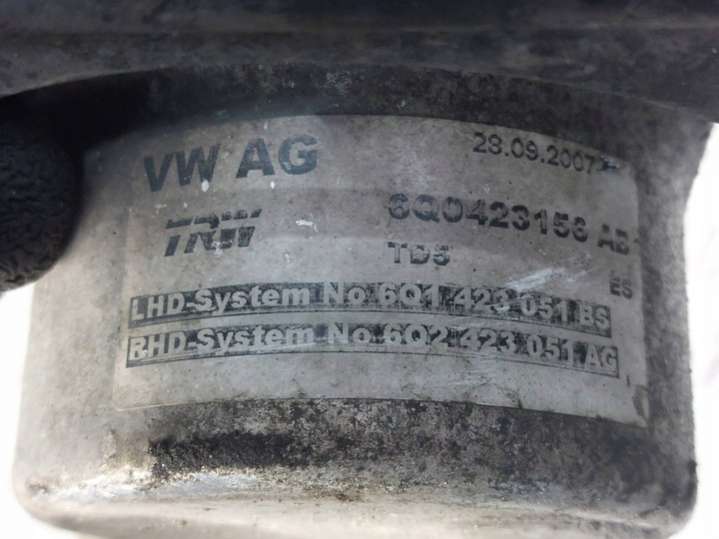 VW AG 28.09.2007
TRW 6Q0423156 AB
TDS ES
LHD-System No.6Q1.423.051.BS
RHD-System No.6Q2.423.051.AG